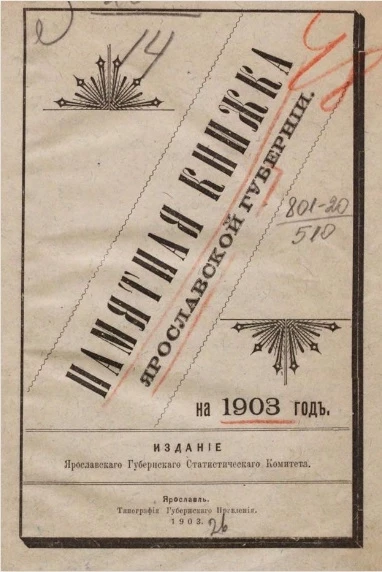 14
ПАМЯТНАЯ КНИЖКА
ЯРОСЛАВСКОЙ ГУБЕРНІИ.
801-20
510
на 1903 годъ.
ИЗДАНІЕ
Ярославскаго Губернскаго Статистическаго Комитета.
Ярославль.
Типографія Губернскаго Правленія.
1903.
26